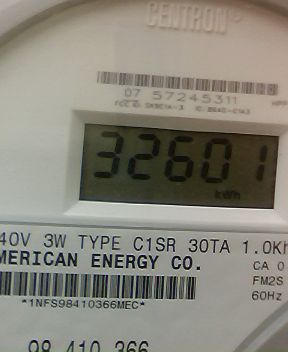 CENTRON®
07 57245311
32601
kWh
40V 3W TYPE C1SR 30TA 1.0Kh
MERICAN ENERGY CO.
CA 0
FM2S
*1NFS98410366MEC*
60Hz
98 410 366